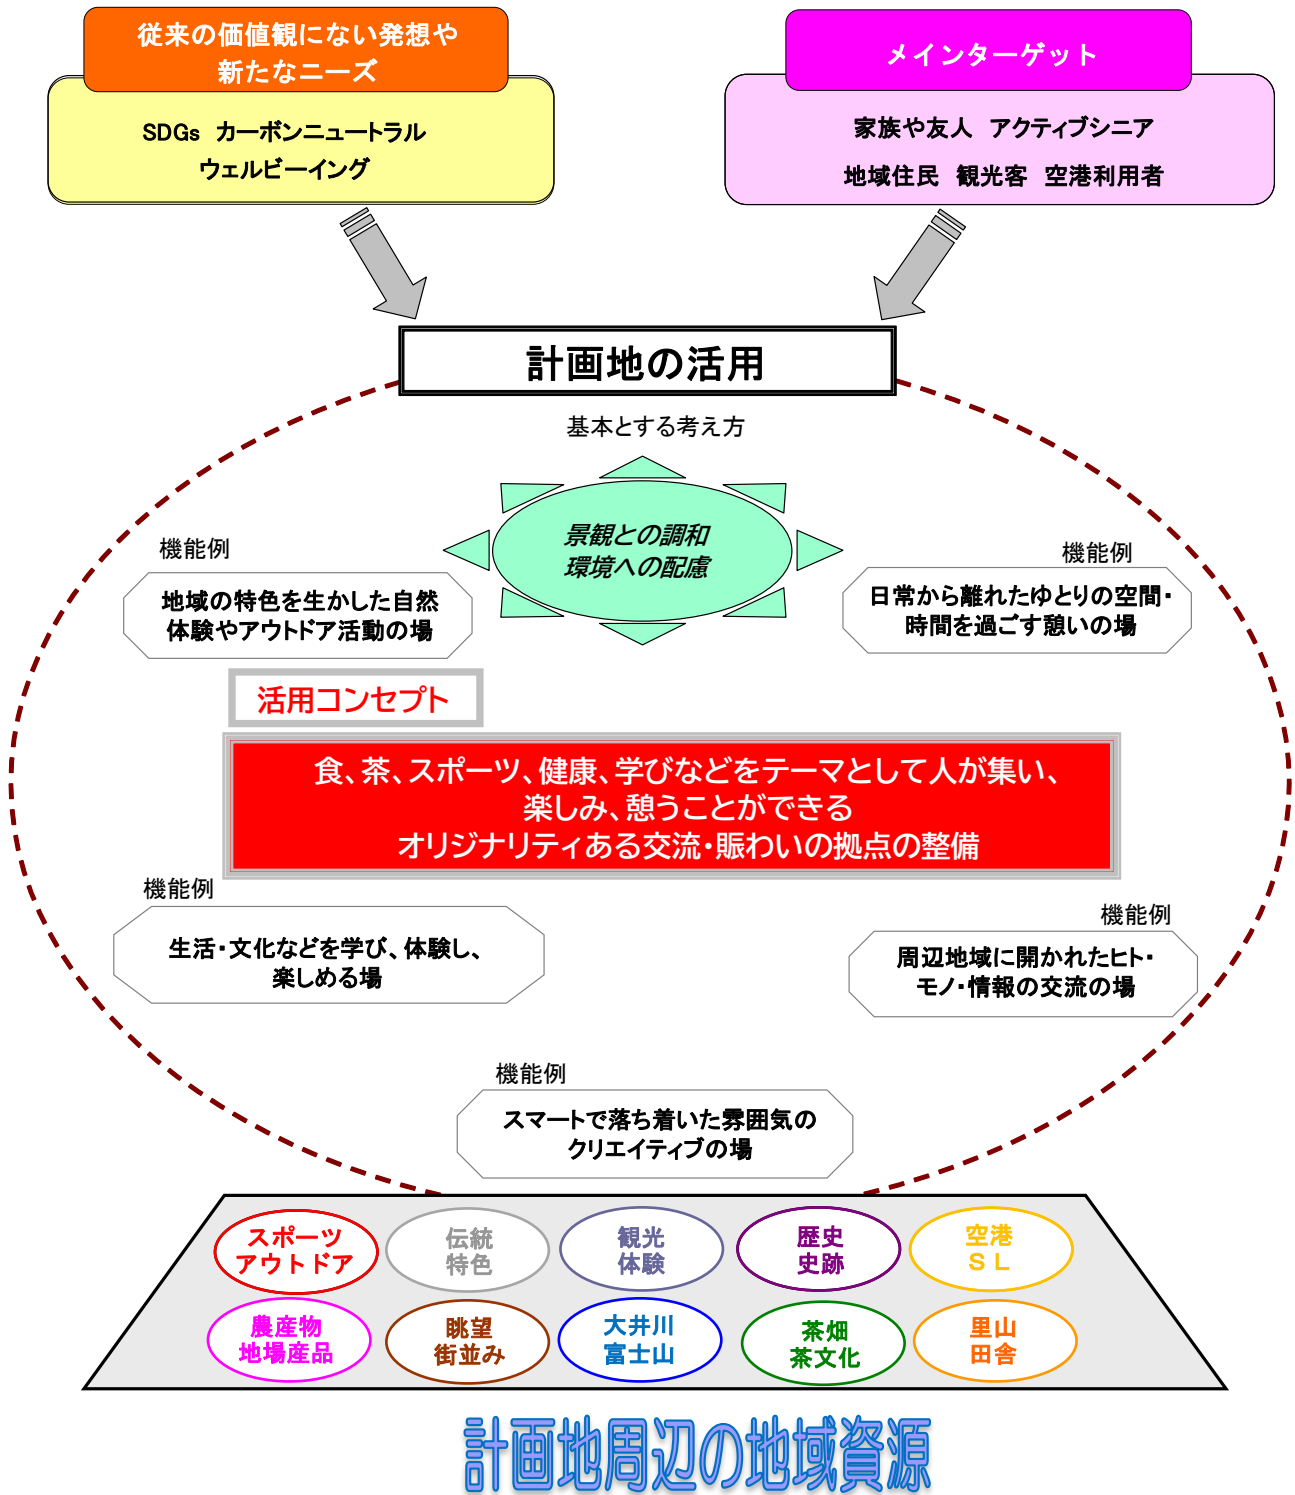 従来の価値観にない発想や
新たなニーズ
SDGs　カーボンニュートラル
ウェルビーイング
メインターゲット
家族や友人　アクティブシニア
地域住民　観光客　空港利用者
計画地の活用
基本とする考え方
景観との調和
環境への配慮
機能例
地域の特色を生かした自然
体験やアウトドア活動の場
機能例
日常から離れたゆとりの空間・
時間を過ごす憩いの場
活用コンセプト
食、茶、スポーツ、健康、学びなどをテーマとして人が集い、
楽しみ、憩うことができる
オリジナリティある交流・賑わいの拠点の整備
機能例
生活・文化などを学び、体験し、
楽しめる場
機能例
周辺地域に開かれたヒト・
モノ・情報の交流の場
機能例
スマートで落ち着いた雰囲気の
クリエイティブの場
スポーツ
アウトドア
伝統
特色
観光
体験
歴史
史跡
空港
ＳＬ
農産物
地場産品
眺望
街並み
大井川
富士山
茶畑
茶文化
里山
田舎
計画地周辺の地域資源